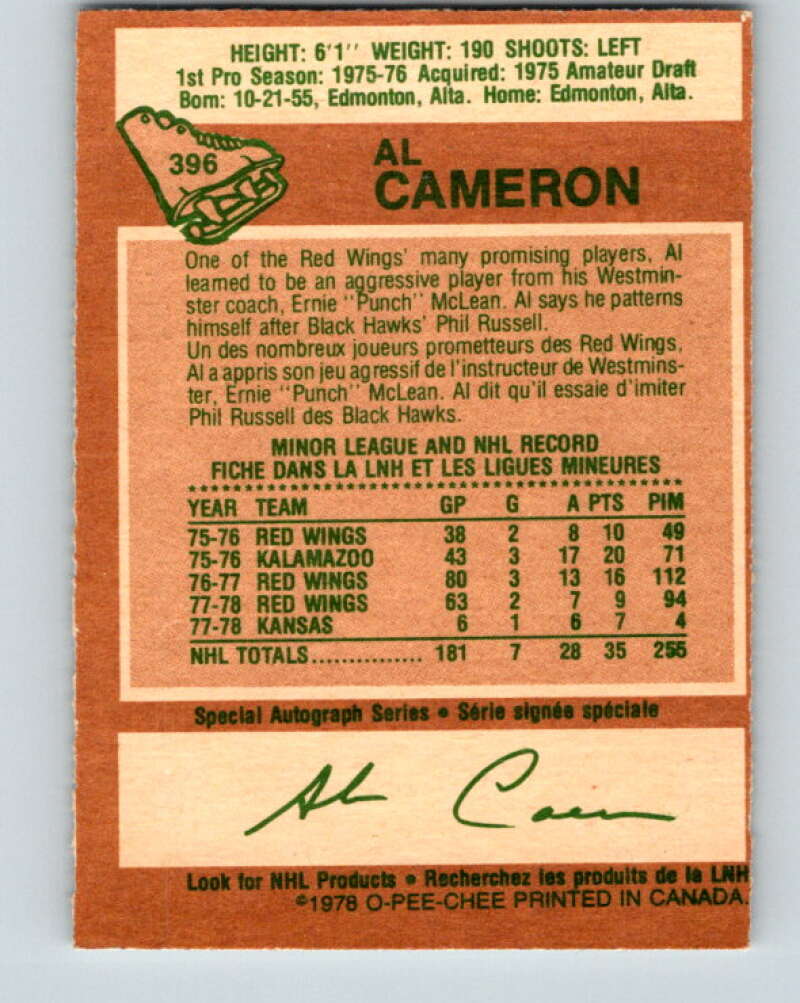 HEIGHT: 6'1'' WEIGHT: 190 SHOOTS: LEFT
1st Pro Season: 1975-76 Acquired: 1975 Amateur Draft
Born: 10-21-55, Edmonton, Alta. Home: Edmonton, Alta.
396
AL
CAMERON
One of the Red Wings' many promising players, Al
learned to be an aggressive player from his Westmin-
ster coach, Ernie "Punch" McLean. Al says he patterns
himself after Black Hawks' Phil Russell.
Un des nombreux joueurs prometteurs des Red Wings,
Al a appris son jeu agressif de l'instructeur de Westmins-
ter, Ernie "Punch" McLean. Al dit qu'il essaie d'imiter
Phil Russell des Black Hawks.
MINOR LEAGUE AND NHL RECORD
FICHE DANS LA LNH ET LES LIGUES MINEURES
YEAR TEAM GP G A PTS PIM
75-76 RED WINGS 38 2 8 10 49
75-76 KALAMAZOO 43 3 17 20 71
76-77 RED WINGS 80 3 13 16 112
77-78 RED WINGS 63 2 7 9 94
77-78 KANSAS 6 1 6 7 4
NHL TOTALS............... 181 7 28 35 255
Special Autograph Series • Série signée spéciale
Al Cameron
Look for NHL Products • Recherchez les produits de la LNH
©1978 O-PEE-CHEE PRINTED IN CANADA.